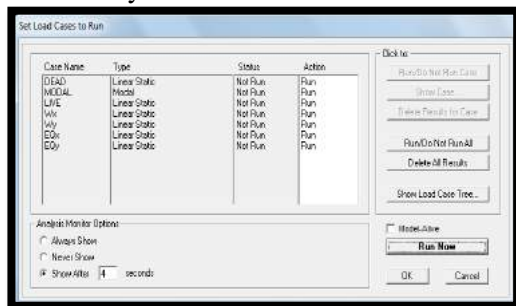 Set Load Cases to Run
Case Name Type Status Action
DEAD Linear Static Not Run Run
MODAL Modal Not Run Run
LIVE Linear Static Not Run Run
Wx Linear Static Not Run Run
Wy Linear Static Not Run Run
EQx Linear Static Not Run Run
EQy Linear Static Not Run Run
Click to:
Run/Do Not Run Case
Show Case...
Delete Results for Case
Run/Do Not Run All
Delete All Results
Show Load Case Tree...
Analysis Monitor Options
Always Show
Never Show
Show After 4 seconds
Model-Alive
Run Now
OK Cancel